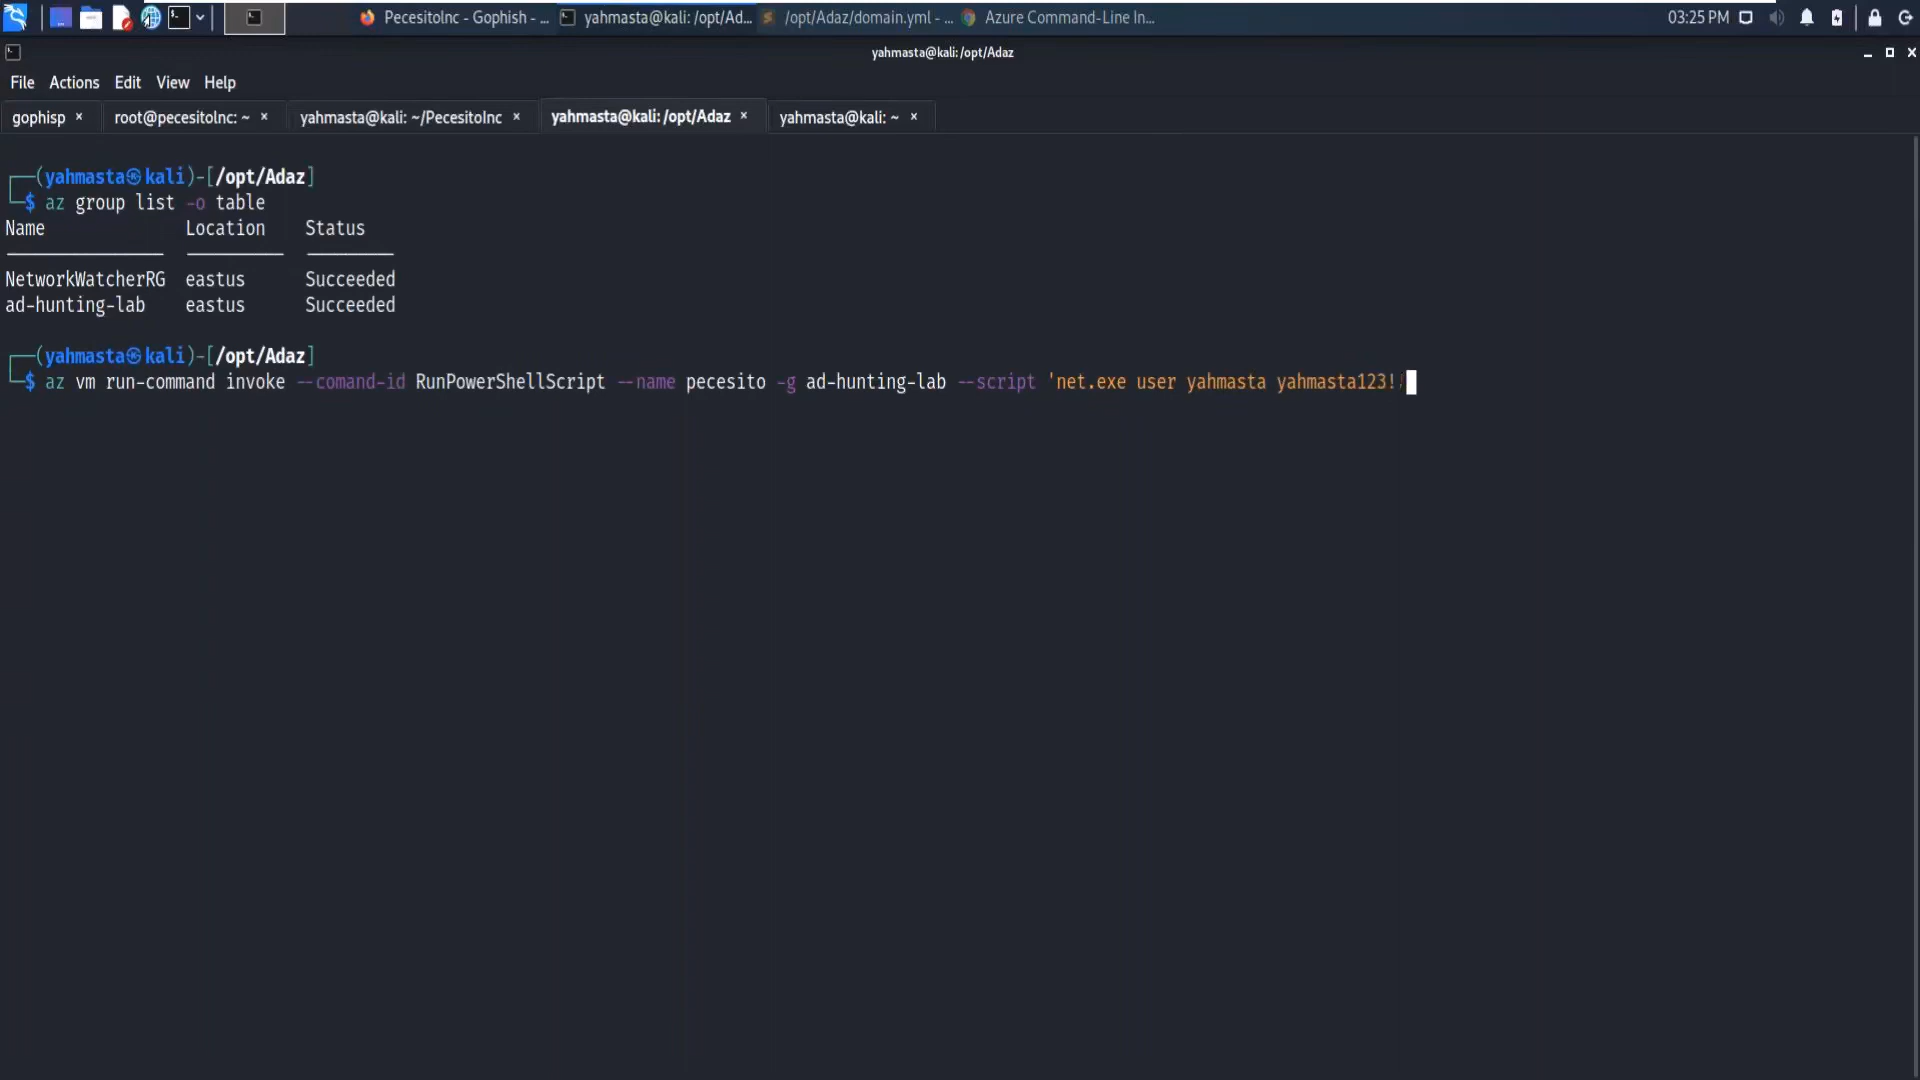 PecesitoInc - Gophish - ...
yahmasta@kali: /opt/Ad...
/opt/Adaz/domain.yml - ...
Azure Command-Line In...
03:25 PM
yahmasta@kali: /opt/Adaz
File Actions Edit View Help
gophisp × root@pecesitoInc: ~ × yahmasta@kali: ~/PecesitoInc × yahmasta@kali: /opt/Adaz × yahmasta@kali: ~ ×
┌──(yahmasta㉿kali)-[/opt/Adaz]
└─$ az group list -o table
Name Location Status
---------------- ---------- ---------
NetworkWatcherRG eastus Succeeded
ad-hunting-lab eastus Succeeded
┌──(yahmasta㉿kali)-[/opt/Adaz]
└─$ az vm run-command invoke --comand-id RunPowerShellScript --name pecesito -g ad-hunting-lab --script 'net.exe user yahmasta yahmasta123!